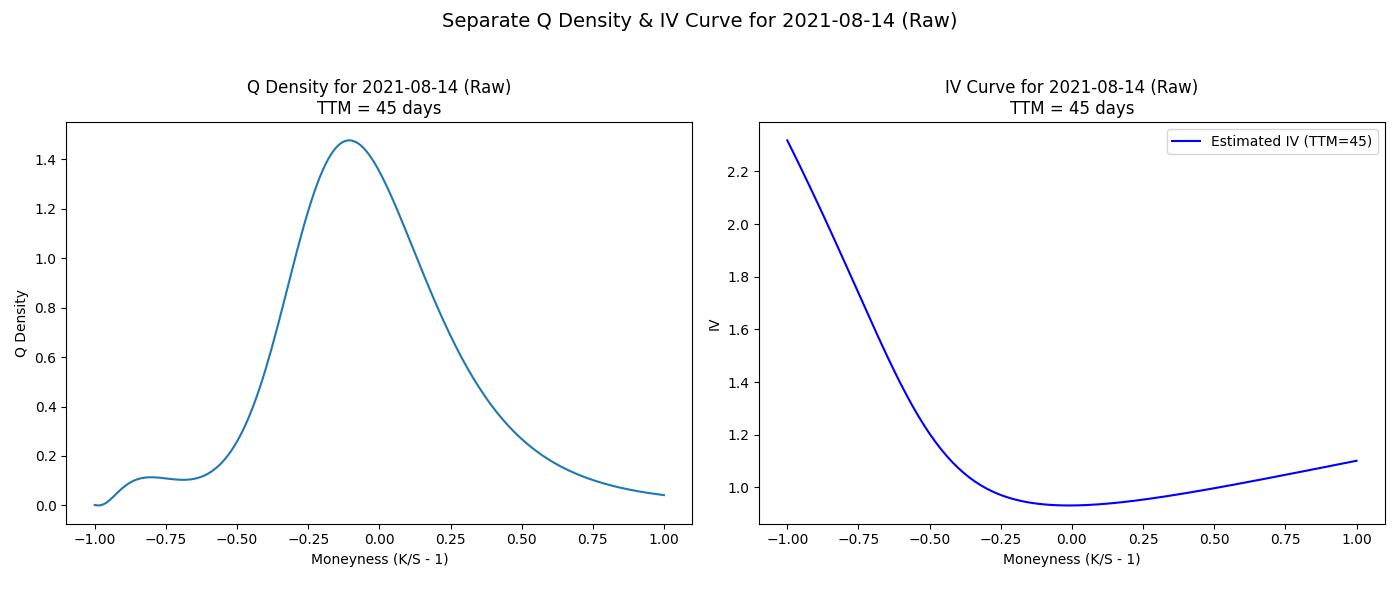 Separate Q Density & IV Curve for 2021-08-14 (Raw)
Q Density for 2021-08-14 (Raw)
TTM = 45 days
Q Density
1.4
1.2
1.0
0.8
0.6
0.4
0.2
0.0
−1.00 −0.75 −0.50 −0.25 0.00 0.25 0.50 0.75 1.00
Moneyness (K/S - 1)
IV Curve for 2021-08-14 (Raw)
TTM = 45 days
Estimated IV (TTM=45)
IV
2.2
2.0
1.8
1.6
1.4
1.2
1.0
−1.00 −0.75 −0.50 −0.25 0.00 0.25 0.50 0.75 1.00
Moneyness (K/S - 1)